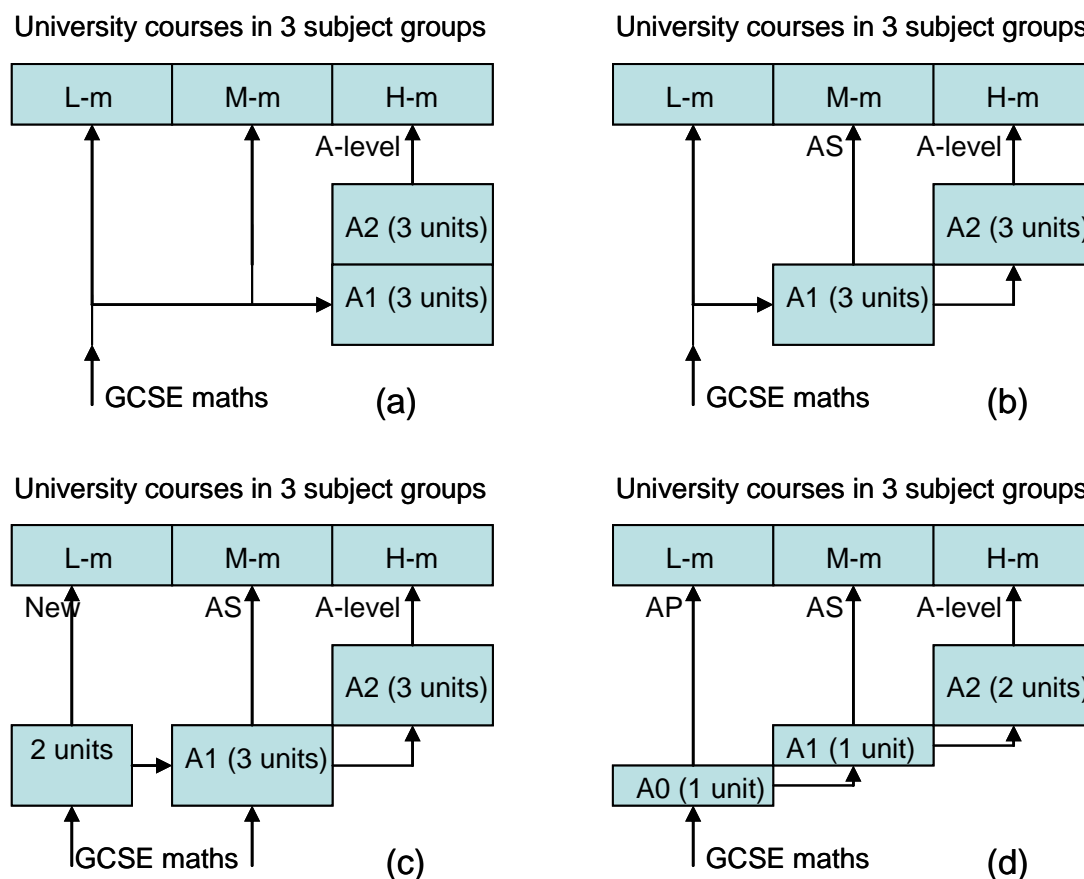 University courses in 3 subject groups
L-m M-m H-m
A-level
A2 (3 units)
A1 (3 units)
GCSE maths
(a)
University courses in 3 subject groups
L-m M-m H-m
AS A-level
A2 (3 units)
A1 (3 units)
GCSE maths
(b)
University courses in 3 subject groups
L-m M-m H-m
New AS A-level
A2 (3 units)
2 units A1 (3 units)
GCSE maths
(c)
University courses in 3 subject groups
L-m M-m H-m
AP AS A-level
A2 (2 units)
A1 (1 unit)
A0 (1 unit)
GCSE maths
(d)